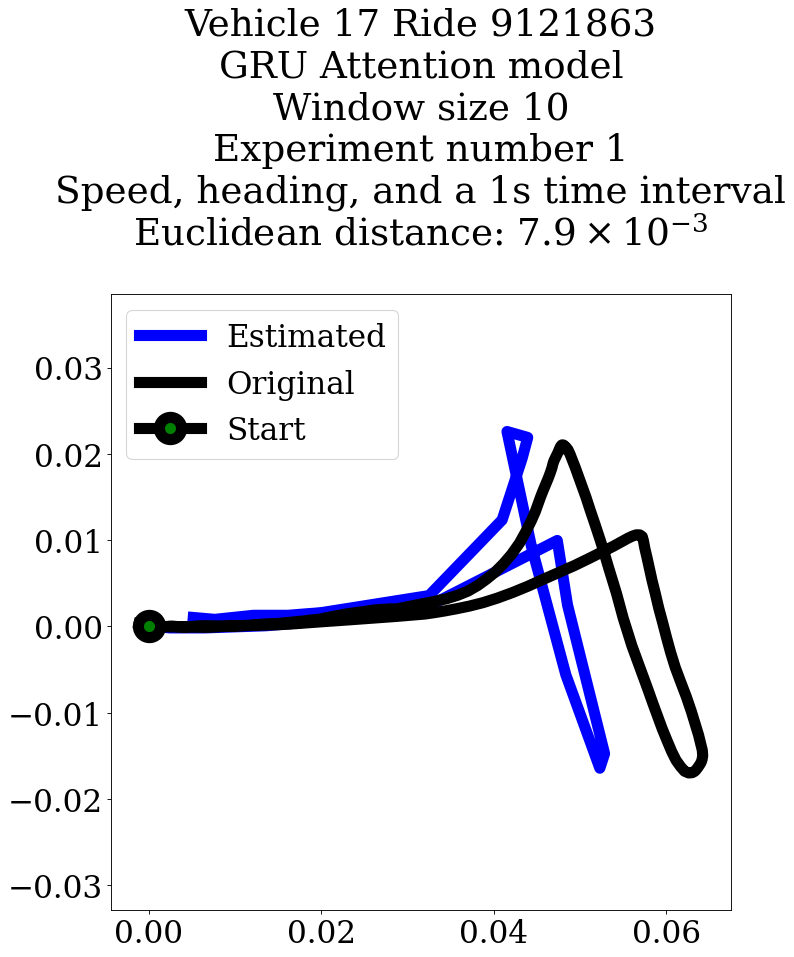 Vehicle 17 Ride 9121863
GRU Attention model
Window size 10
Experiment number 1
Speed, heading, and a 1s time interval
Euclidean distance: 7.9 × 10⁻³
Estimated
Original
Start
0.03
0.02
0.01
0.00
−0.01
−0.02
−0.03
0.00 0.02 0.04 0.06